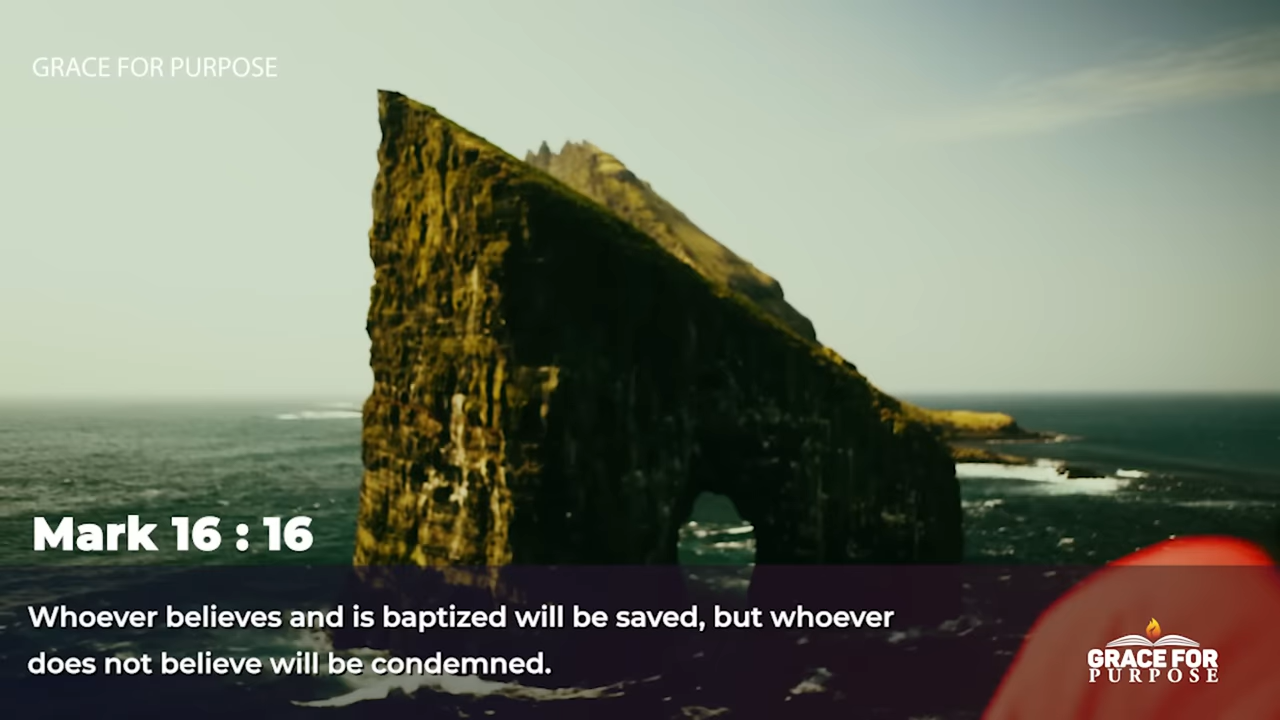 GRACE FOR PURPOSE
Mark 16 : 16
Whoever believes and is baptized will be saved, but whoever
does not believe will be condemned.
GRACE FOR
PURPOSE